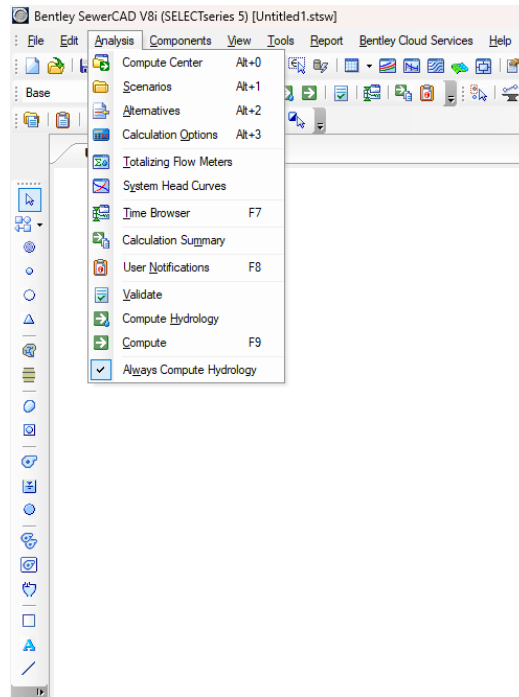 Bentley SewerCAD V8i (SELECTseries 5) [Untitled1.stsw]
File Edit Analysis Components View Tools Report Bentley Cloud Services Help
Base
Compute Center Alt+0
Scenarios Alt+1
Alternatives Alt+2
Calculation Options Alt+3
Totalizing Flow Meters
System Head Curves
Time Browser F7
Calculation Summary
User Notifications F8
Validate
Compute Hydrology
Compute F9
Always Compute Hydrology
A